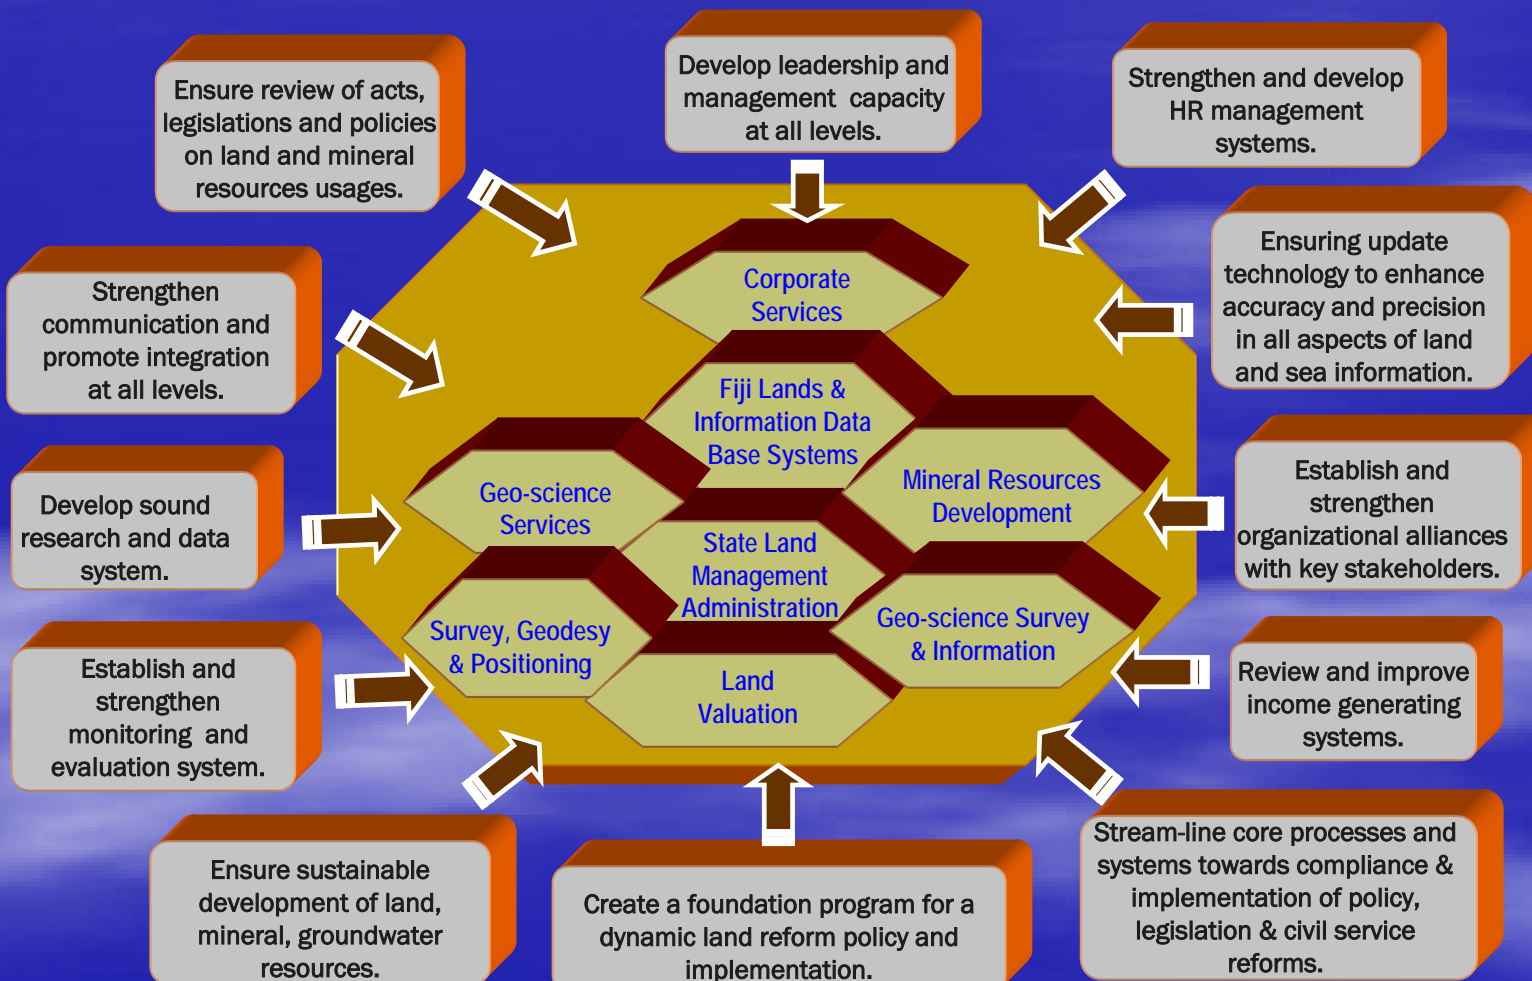 Ensure review of acts,
legislations and policies
on land and mineral
resources usages.
Develop leadership and
management capacity
at all levels.
Strengthen and develop
HR management
systems.
Strengthen
communication and
promote integration
at all levels.
Ensuring update
technology to enhance
accuracy and precision
in all aspects of land
and sea information.
Corporate
Services
Fiji Lands &
Information Data
Base Systems
Geo-science
Services
Mineral Resources
Development
State Land
Management
Administration
Survey, Geodesy
& Positioning
Geo-science Survey
& Information
Land
Valuation
Develop sound
research and data
system.
Establish and
strengthen
organizational alliances
with key stakeholders.
Establish and
strengthen
monitoring and
evaluation system.
Review and improve
income generating
systems.
Ensure sustainable
development of land,
mineral, groundwater
resources.
Create a foundation program for a
dynamic land reform policy and
implementation.
Stream-line core processes and
systems towards compliance &
implementation of policy,
legislation & civil service
reforms.